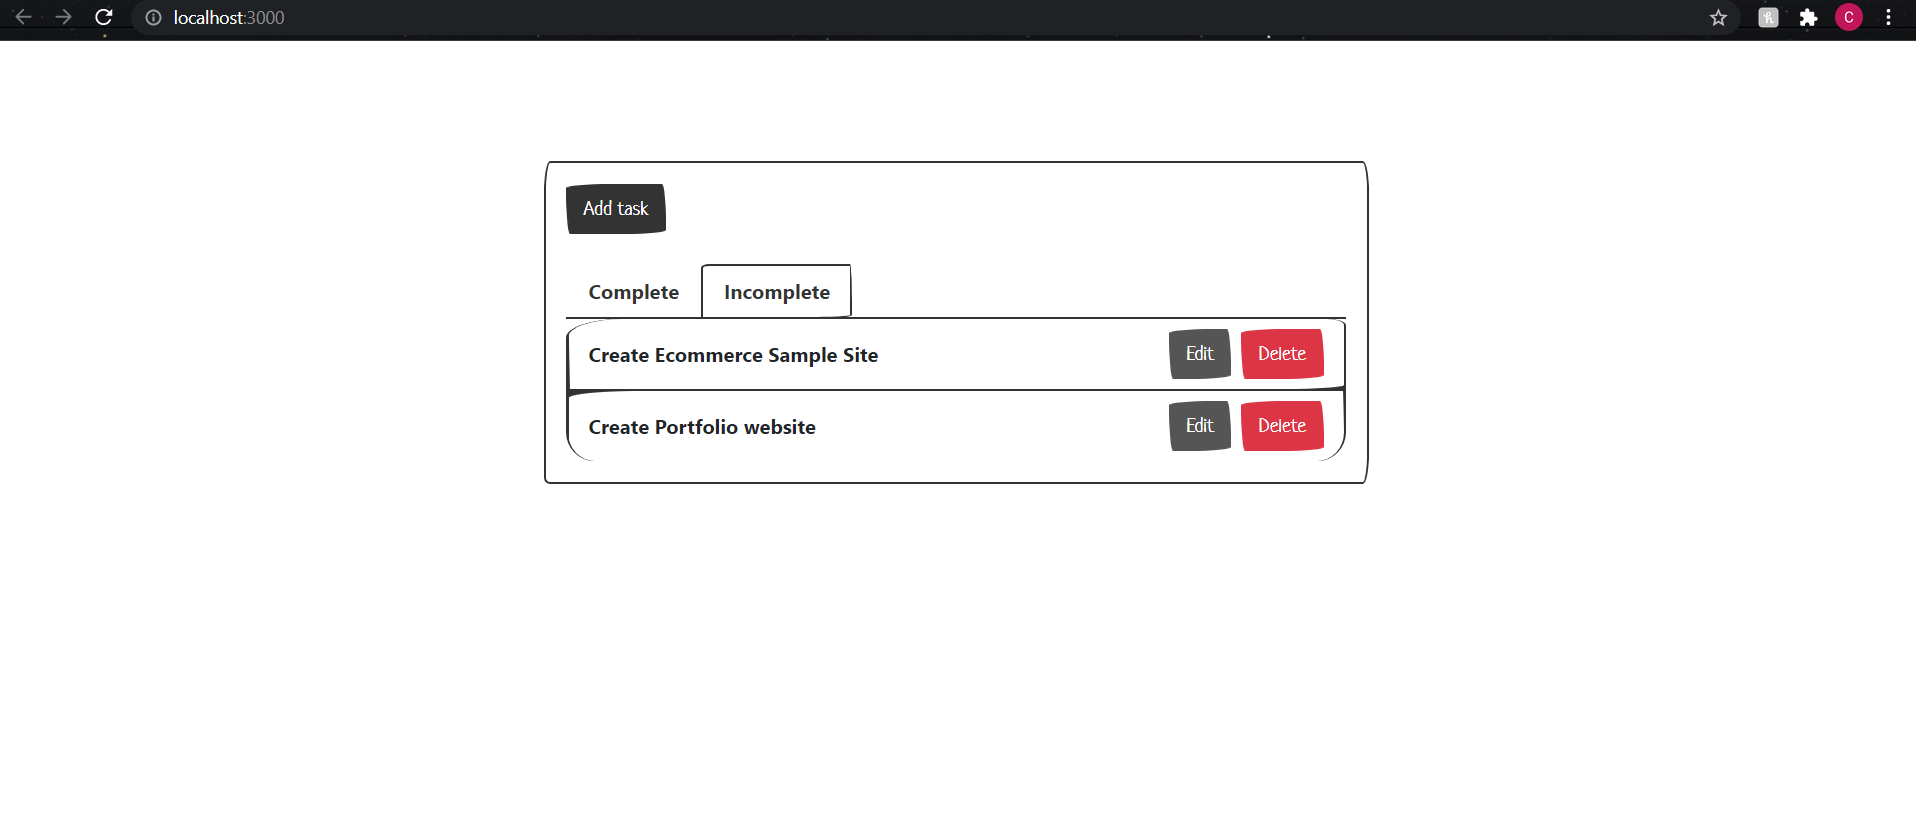 localhost:3000
C
Add task
Complete Incomplete
Create Ecommerce Sample Site Edit Delete
Create Portfolio website Edit Delete